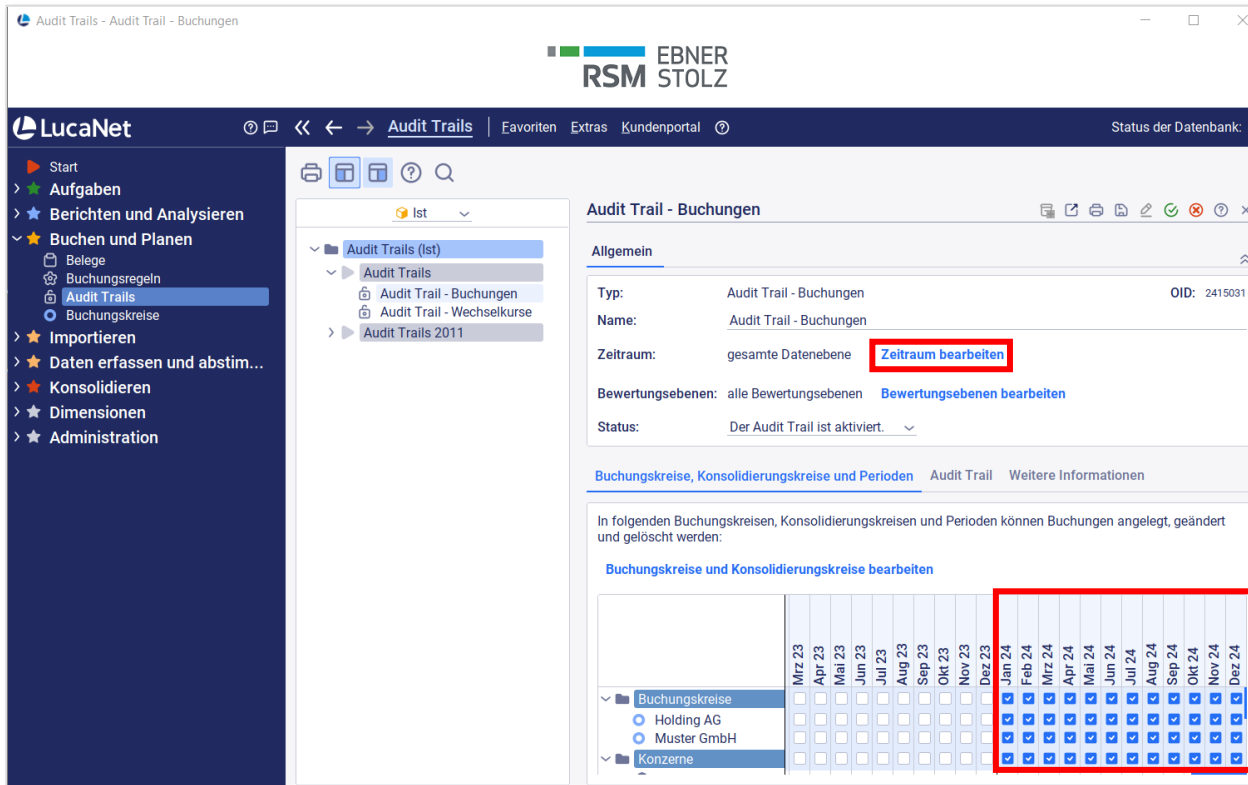 Audit Trails - Audit Trail - Buchungen
EBNER
RSM STOLZ
LucaNet
Audit Trails Favoriten Extras Kundenportal Status der Datenbank:
Start
Aufgaben
Berichten und Analysieren
Buchen und Planen
Belege
Buchungsregeln
Audit Trails
Buchungskreise
Importieren
Daten erfassen und abstim...
Konsolidieren
Dimensionen
Administration
Ist
Audit Trails (Ist)
Audit Trails
Audit Trail - Buchungen
Audit Trail - Wechselkurse
Audit Trails 2011
Audit Trail - Buchungen
Allgemein
Typ: Audit Trail - Buchungen OID: 2415031
Name: Audit Trail - Buchungen
Zeitraum: gesamte Datenebene Zeitraum bearbeiten
Bewertungsebenen: alle Bewertungsebenen Bewertungsebenen bearbeiten
Status: Der Audit Trail ist aktiviert.
Buchungskreise, Konsolidierungskreise und Perioden Audit Trail Weitere Informationen
In folgenden Buchungskreisen, Konsolidierungskreisen und Perioden können Buchungen angelegt, geändert
und gelöscht werden:
Buchungskreise und Konsolidierungskreise bearbeiten
Mrz 23 Apr 23 Mai 23 Jun 23 Jul 23 Aug 23 Sep 23 Okt 23 Nov 23 Dez 23 Jan 24 Feb 24 Mrz 24 Apr 24 Mai 24 Jun 24 Jul 24 Aug 24 Sep 24 Okt 24 Nov 24 Dez 24
Buchungskreise
Holding AG
Muster GmbH
Konzerne